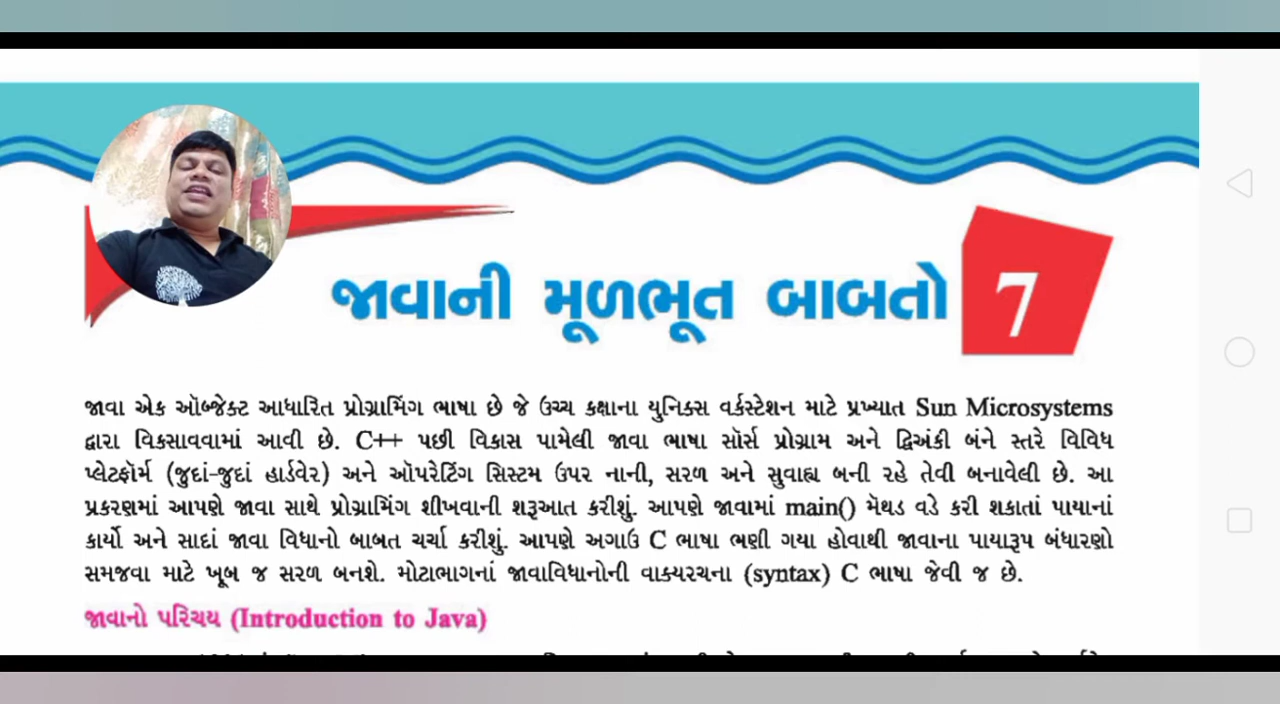 જાવાની મૂળભૂત બાબતો 7
જાવા એક ઑબ્જેક્ટ આધારિત પ્રોગ્રામિંગ ભાષા છે જે ઉચ્ચ કક્ષાના યુનિક્સ વર્કસ્ટેશન માટે પ્રખ્યાત Sun Microsystems
દ્વારા વિકસાવવામાં આવી છે. C++ પછી વિકાસ પામેલી જાવા ભાષા સૉર્સ પ્રોગ્રામ અને દ્વિઅંકી બંને સ્તરે વિવિધ
પ્લેટફૉર્મ (જુદાં-જુદાં હાર્ડવેર) અને ઑપરેટિંગ સિસ્ટમ ઉપર નાની, સરળ અને સુવાહ્ય બની રહે તેવી બનાવેલી છે. આ
પ્રકરણમાં આપણે જાવા સાથે પ્રોગ્રામિંગ શીખવાની શરૂઆત કરીશું. આપણે જાવામાં main() મૅથડ વડે કરી શકાતાં પાયાનાં
કાર્યો અને સાદાં જાવા વિધાનો બાબત ચર્ચા કરીશું. આપણે અગાઉ C ભાષા ભણી ગયા હોવાથી જાવાના પાયારૂપ બંધારણો
સમજવા માટે ખૂબ જ સરળ બનશે. મોટાભાગનાં જાવાવિધાનોની વાક્યરચના (syntax) C ભાષા જેવી જ છે.
જાવાનો પરિચય (Introduction to Java)